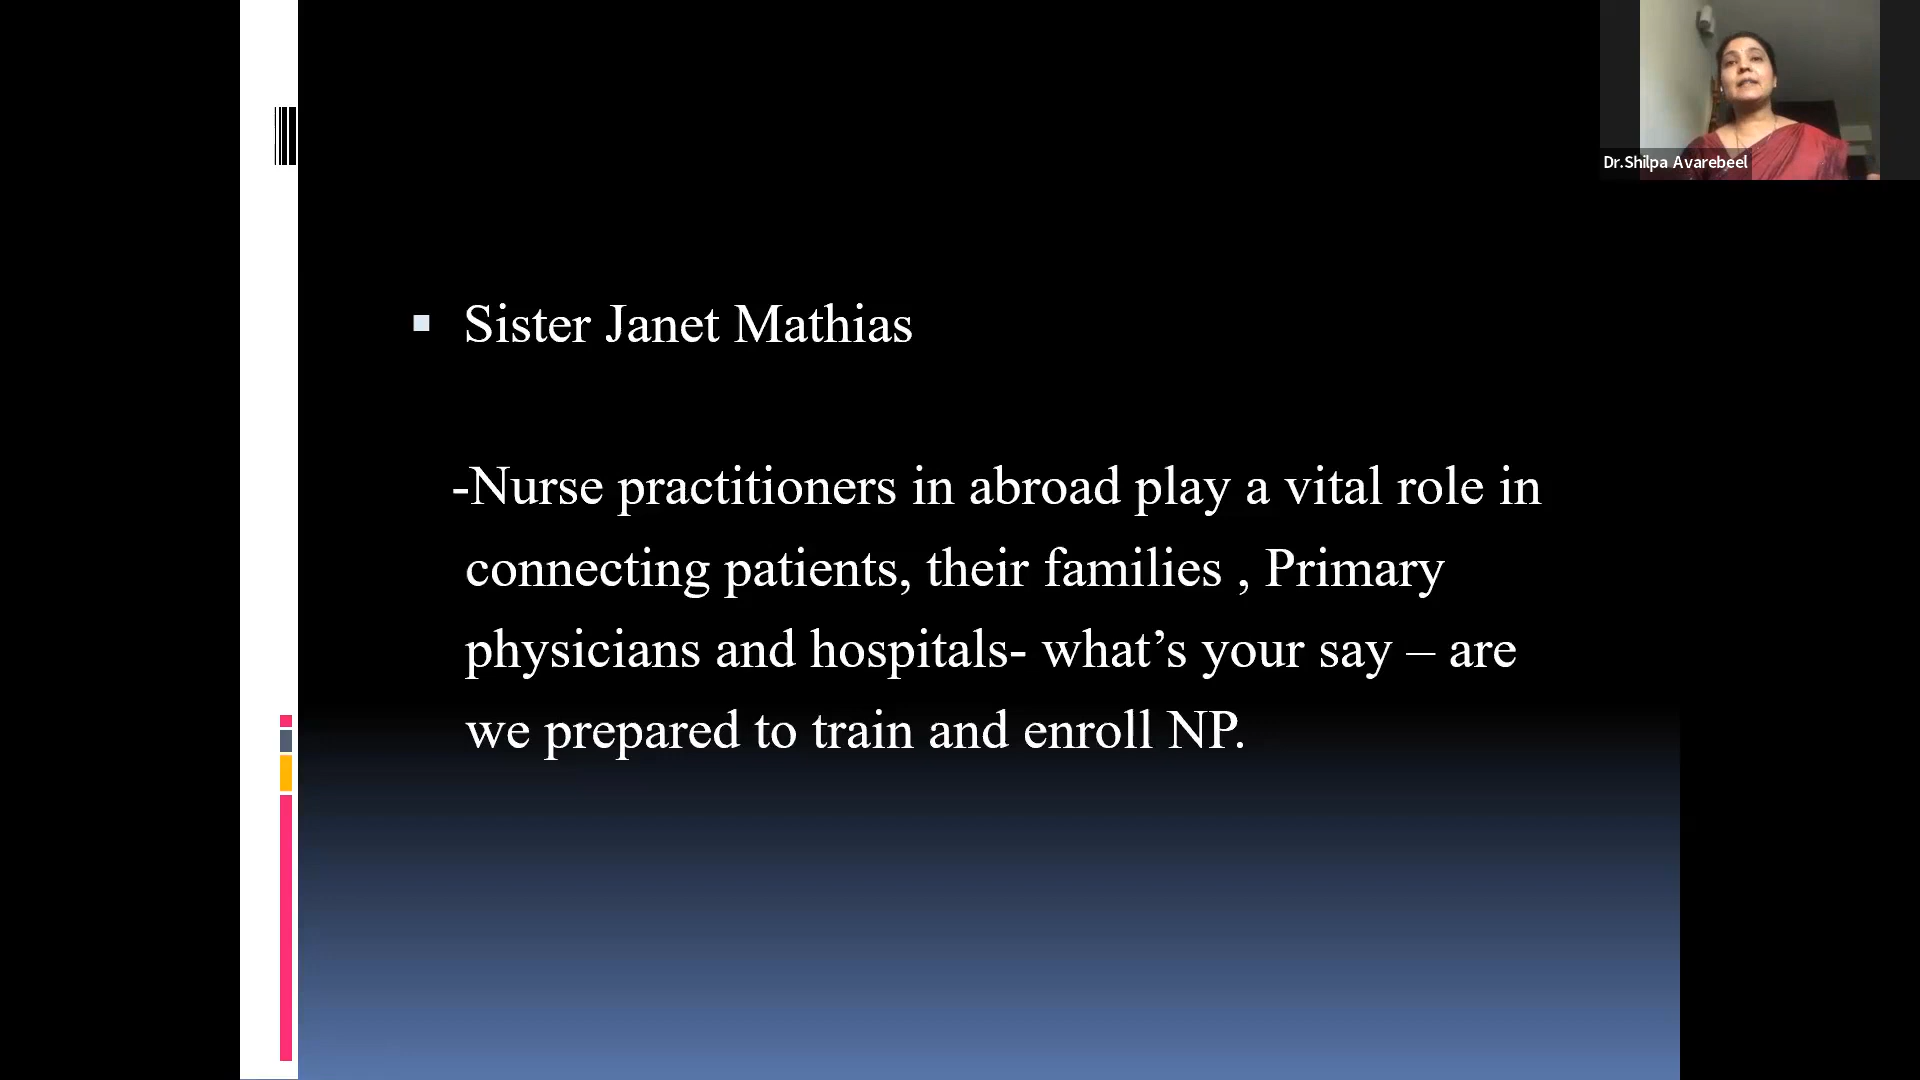 Dr.Shilpa Avarebeel
Sister Janet Mathias
-Nurse practitioners in abroad play a vital role in
connecting patients, their families , Primary
physicians and hospitals- what’s your say – are
we prepared to train and enroll NP.